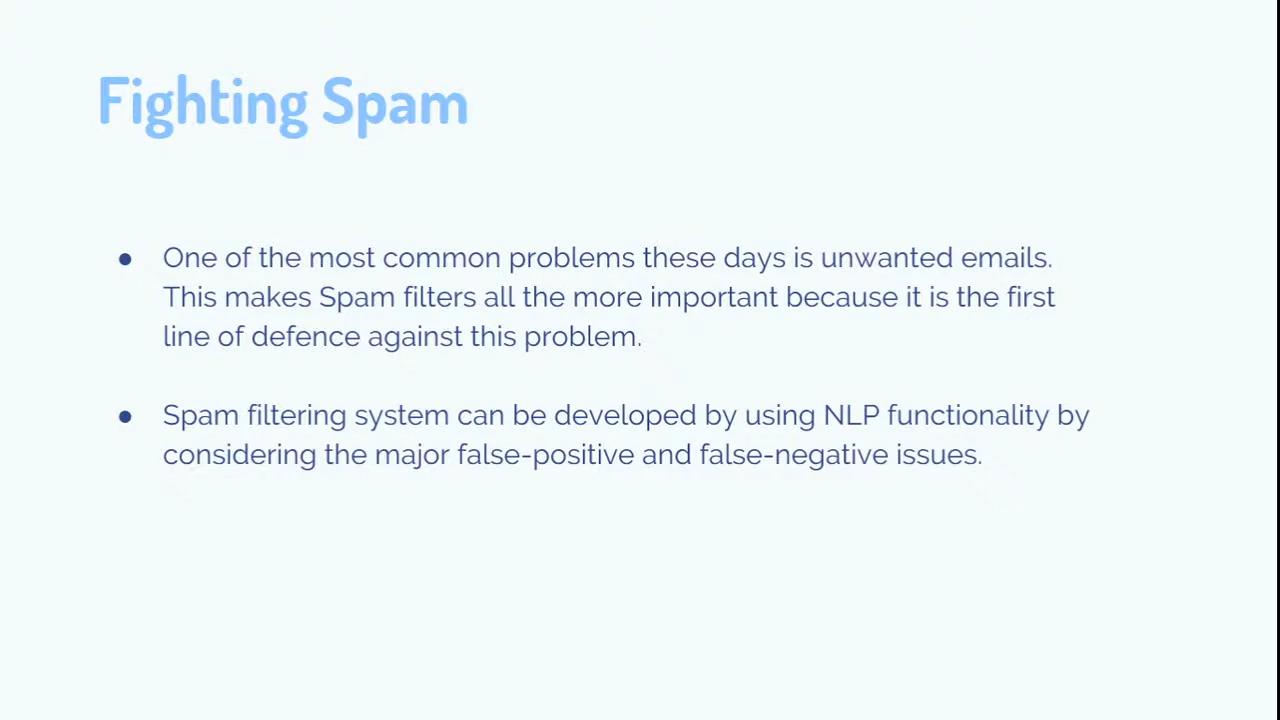 Fighting Spam
● One of the most common problems these days is unwanted emails.
This makes Spam filters all the more important because it is the first
line of defence against this problem.
● Spam filtering system can be developed by using NLP functionality by
considering the major false-positive and false-negative issues.